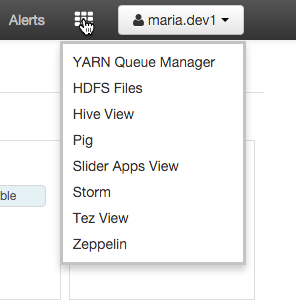 Alerts
maria.dev1
YARN Queue Manager
HDFS Files
Hive View
Pig
Slider Apps View
Storm
Tez View
Zeppelin
ble